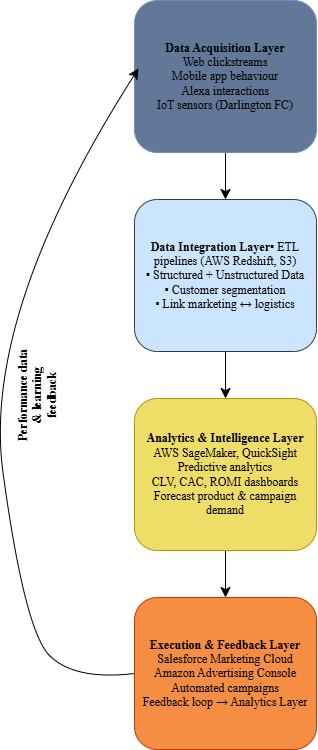 Data Acquisition Layer
Web clickstreams
Mobile app behaviour
Alexa interactions
IoT sensors (Darlington FC)
Data Integration Layer▪ ETL
pipelines (AWS Redshift, S3)
▪ Structured + Unstructured Data
▪ Customer segmentation
▪ Link marketing ↔ logistics
Performance data
& learning
feedback
Analytics & Intelligence Layer
AWS SageMaker, QuickSight
Predictive analytics
CLV, CAC, ROMI dashboards
Forecast product & campaign
demand
Execution & Feedback Layer
Salesforce Marketing Cloud
Amazon Advertising Console
Automated campaigns
Feedback loop → Analytics Layer